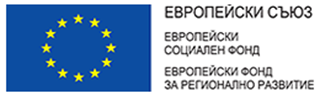 ЕВРОПЕЙСКИ СЪЮЗ
ЕВРОПЕЙСКИ
СОЦИАЛЕН ФОНД
ЕВРОПЕЙСКИ ФОНД
ЗА РЕГИОНАЛНО РАЗВИТИЕ